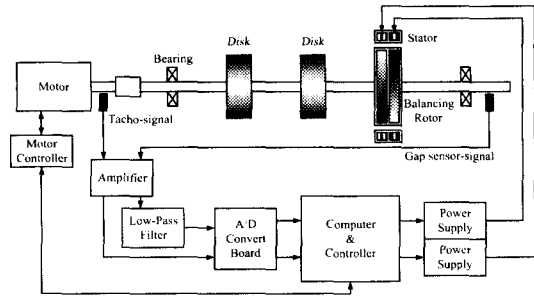 Disk
Disk
Stator
Bearing
Motor
Balancing
Rotor
Tacho-signal
Motor
Controller
Gap sensor-signal
Amplifier
Low-Pass
Filter
A/D
Convert
Board
Computer
&
Controller
Power
Supply
Power
Supply